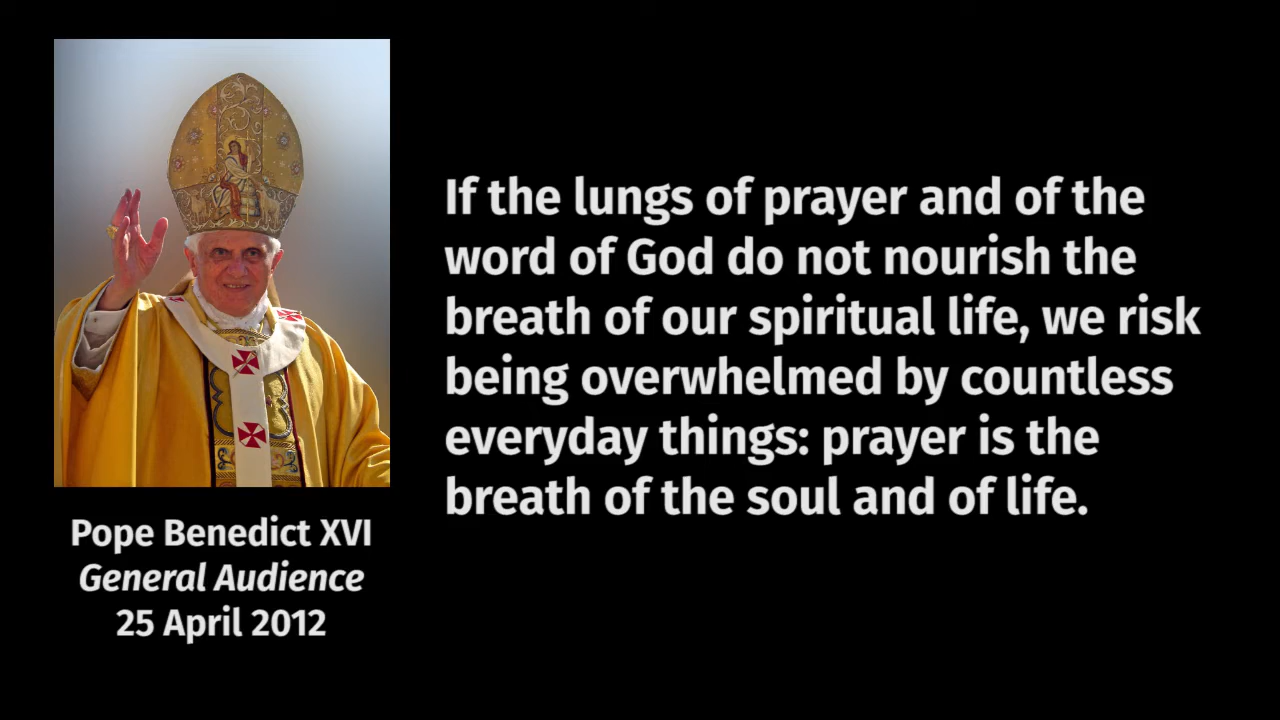 If the lungs of prayer and of the
word of God do not nourish the
breath of our spiritual life, we risk
being overwhelmed by countless
everyday things: prayer is the
breath of the soul and of life.
Pope Benedict XVI
General Audience
25 April 2012